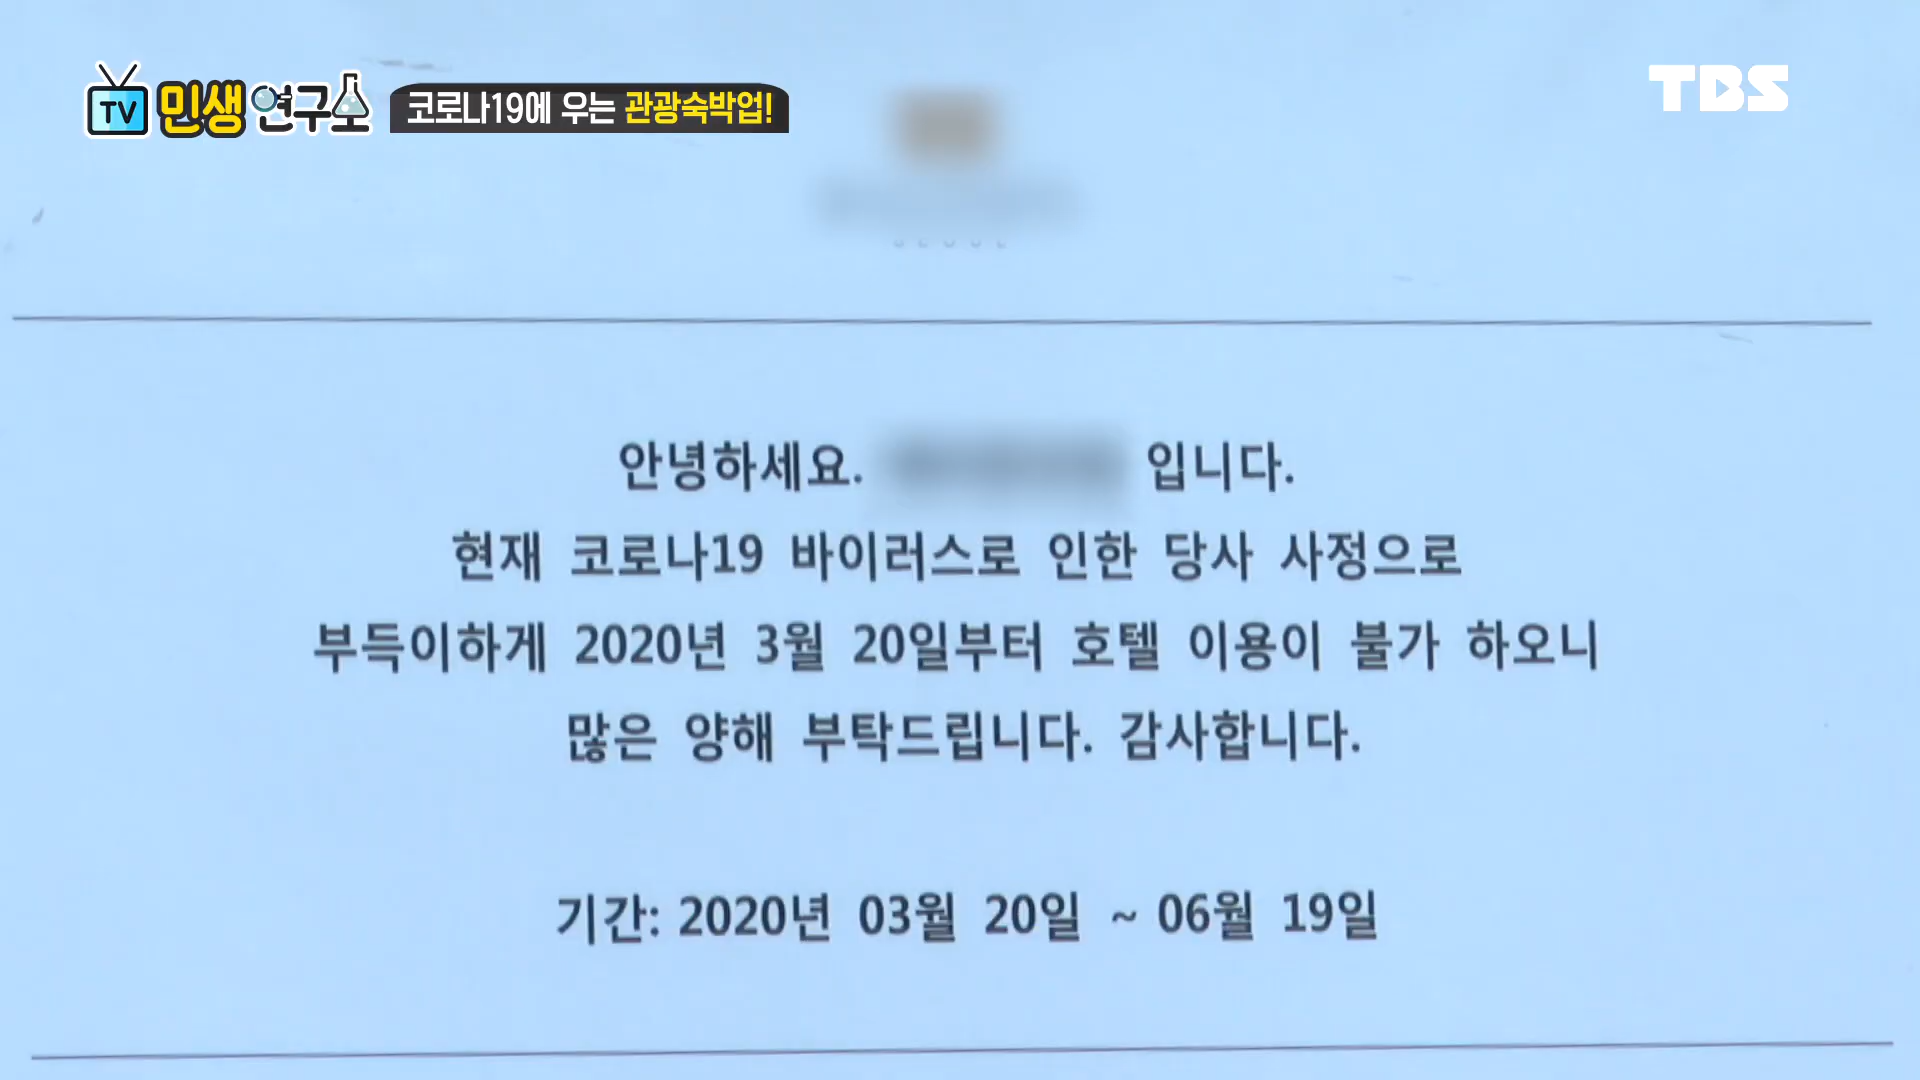 TV 민생연구소 코로나19에 우는 관광숙박업!
TBS
안녕하세요. 입니다.
현재 코로나19 바이러스로 인한 당사 사정으로
부득이하게 2020년 3월 20일부터 호텔 이용이 불가 하오니
많은 양해 부탁드립니다. 감사합니다.
기간: 2020년 03월 20일 ~ 06월 19일